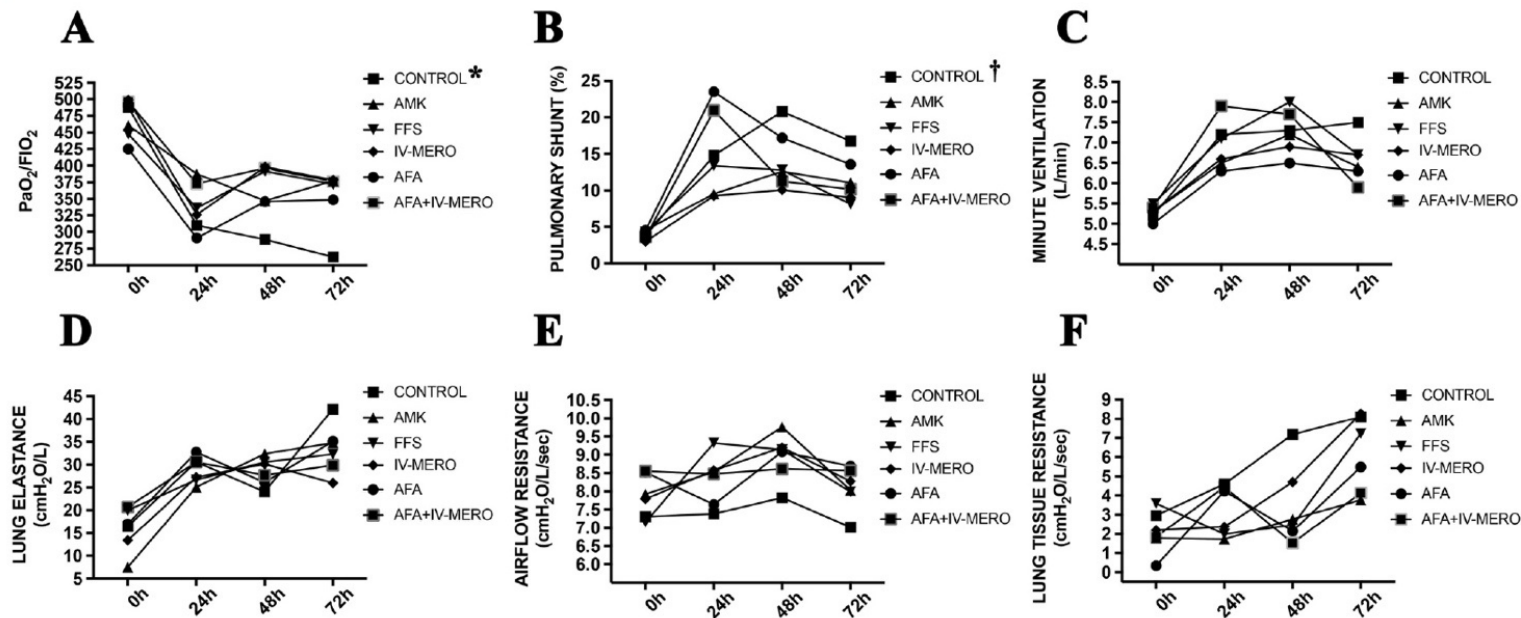 A
PaO2/FIO2
525
500
475
450
425
400
375
350
325
300
275
250
0h
24h
48h
72h
CONTROL *
AMK
FFS
IV-MERO
AFA
AFA+IV-MERO
B
PULMONARY SHUNT (%)
25
20
15
10
5
0
0h
24h
48h
72h
CONTROL †
AMK
FFS
IV-MERO
AFA
AFA+IV-MERO
C
MINUTE VENTILATION
(L/min)
8.5
8.0
7.5
7.0
6.5
6.0
5.5
5.0
4.5
0h
24h
48h
72h
CONTROL
AMK
FFS
IV-MERO
AFA
AFA+IV-MERO
D
LUNG ELASTANCE
(cmH2O/L)
45
40
35
30
25
20
15
10
5
0h
24h
48h
72h
CONTROL
AMK
FFS
IV-MERO
AFA
AFA+IV-MERO
E
AIRFLOW RESISTANCE
(cmH2O/L/sec)
10.5
10.0
9.5
9.0
8.5
8.0
7.5
7.0
6.5
6.0
0h
24h
48h
72h
CONTROL
AMK
FFS
IV-MERO
AFA
AFA+IV-MERO
F
LUNG TISSUE RESISTANCE
(cmH2O/L/sec)
9
8
7
6
5
4
3
2
1
0
0h
24h
48h
72h
CONTROL
AMK
FFS
IV-MERO
AFA
AFA+IV-MERO